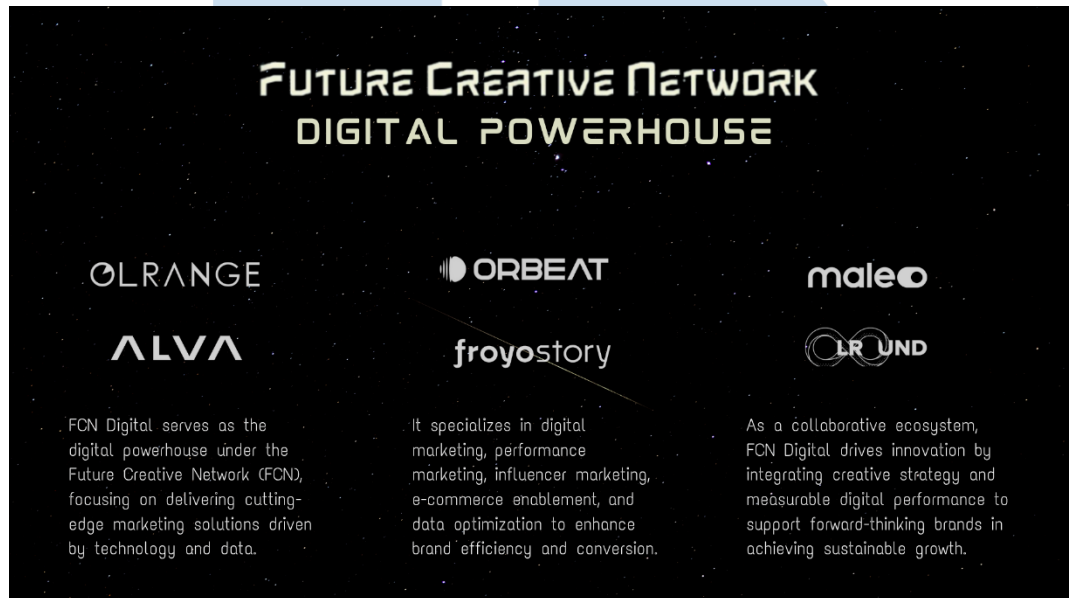 Future Creative Network
DIGITAL POWERHOUSE
OLRANGE
ORBEAT
maleo
ALVA
froyostory
OLROUND
FCN Digital serves as the
digital powerhouse under the
Future Creative Network (FCN),
focusing on delivering cutting-
edge marketing solutions driven
by technology and data.
It specializes in digital
marketing, performance
marketing, influencer marketing,
e-commerce enablement, and
data optimization to enhance
brand efficiency and conversion.
As a collaborative ecosystem,
FCN Digital drives innovation by
integrating creative strategy and
measurable digital performance to
support forward-thinking brands in
achieving sustainable growth.